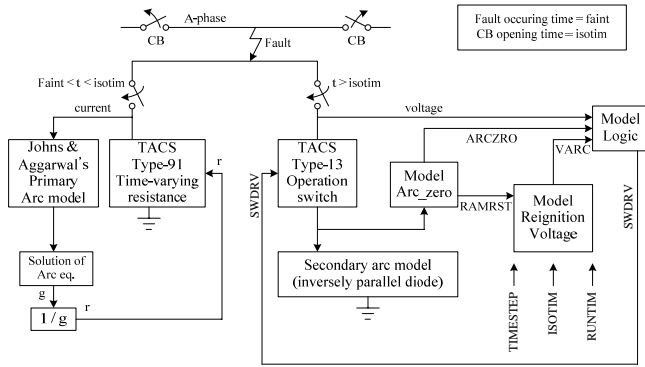 A-phase
CB
CB
Fault
Fault occuring time = faint
CB opening time = isotim
Faint < t < isotim
t > isotim
current
voltage
Johns &
Aggarwal's
Primary
Arc model
TACS
Type-91
Time-varying
resistance
r
SWDRV
TACS
Type-13
Operation
switch
ARCZRO
Model
Arc_zero
RAMRST
VARC
Model
Logic
Model
Reignition
Voltage
SWDRV
Solution of
Arc eq.
g
1 / g
r
Secondary arc model
(inversely parallel diode)
TIMESTEP
ISOTIM
RUNTIM